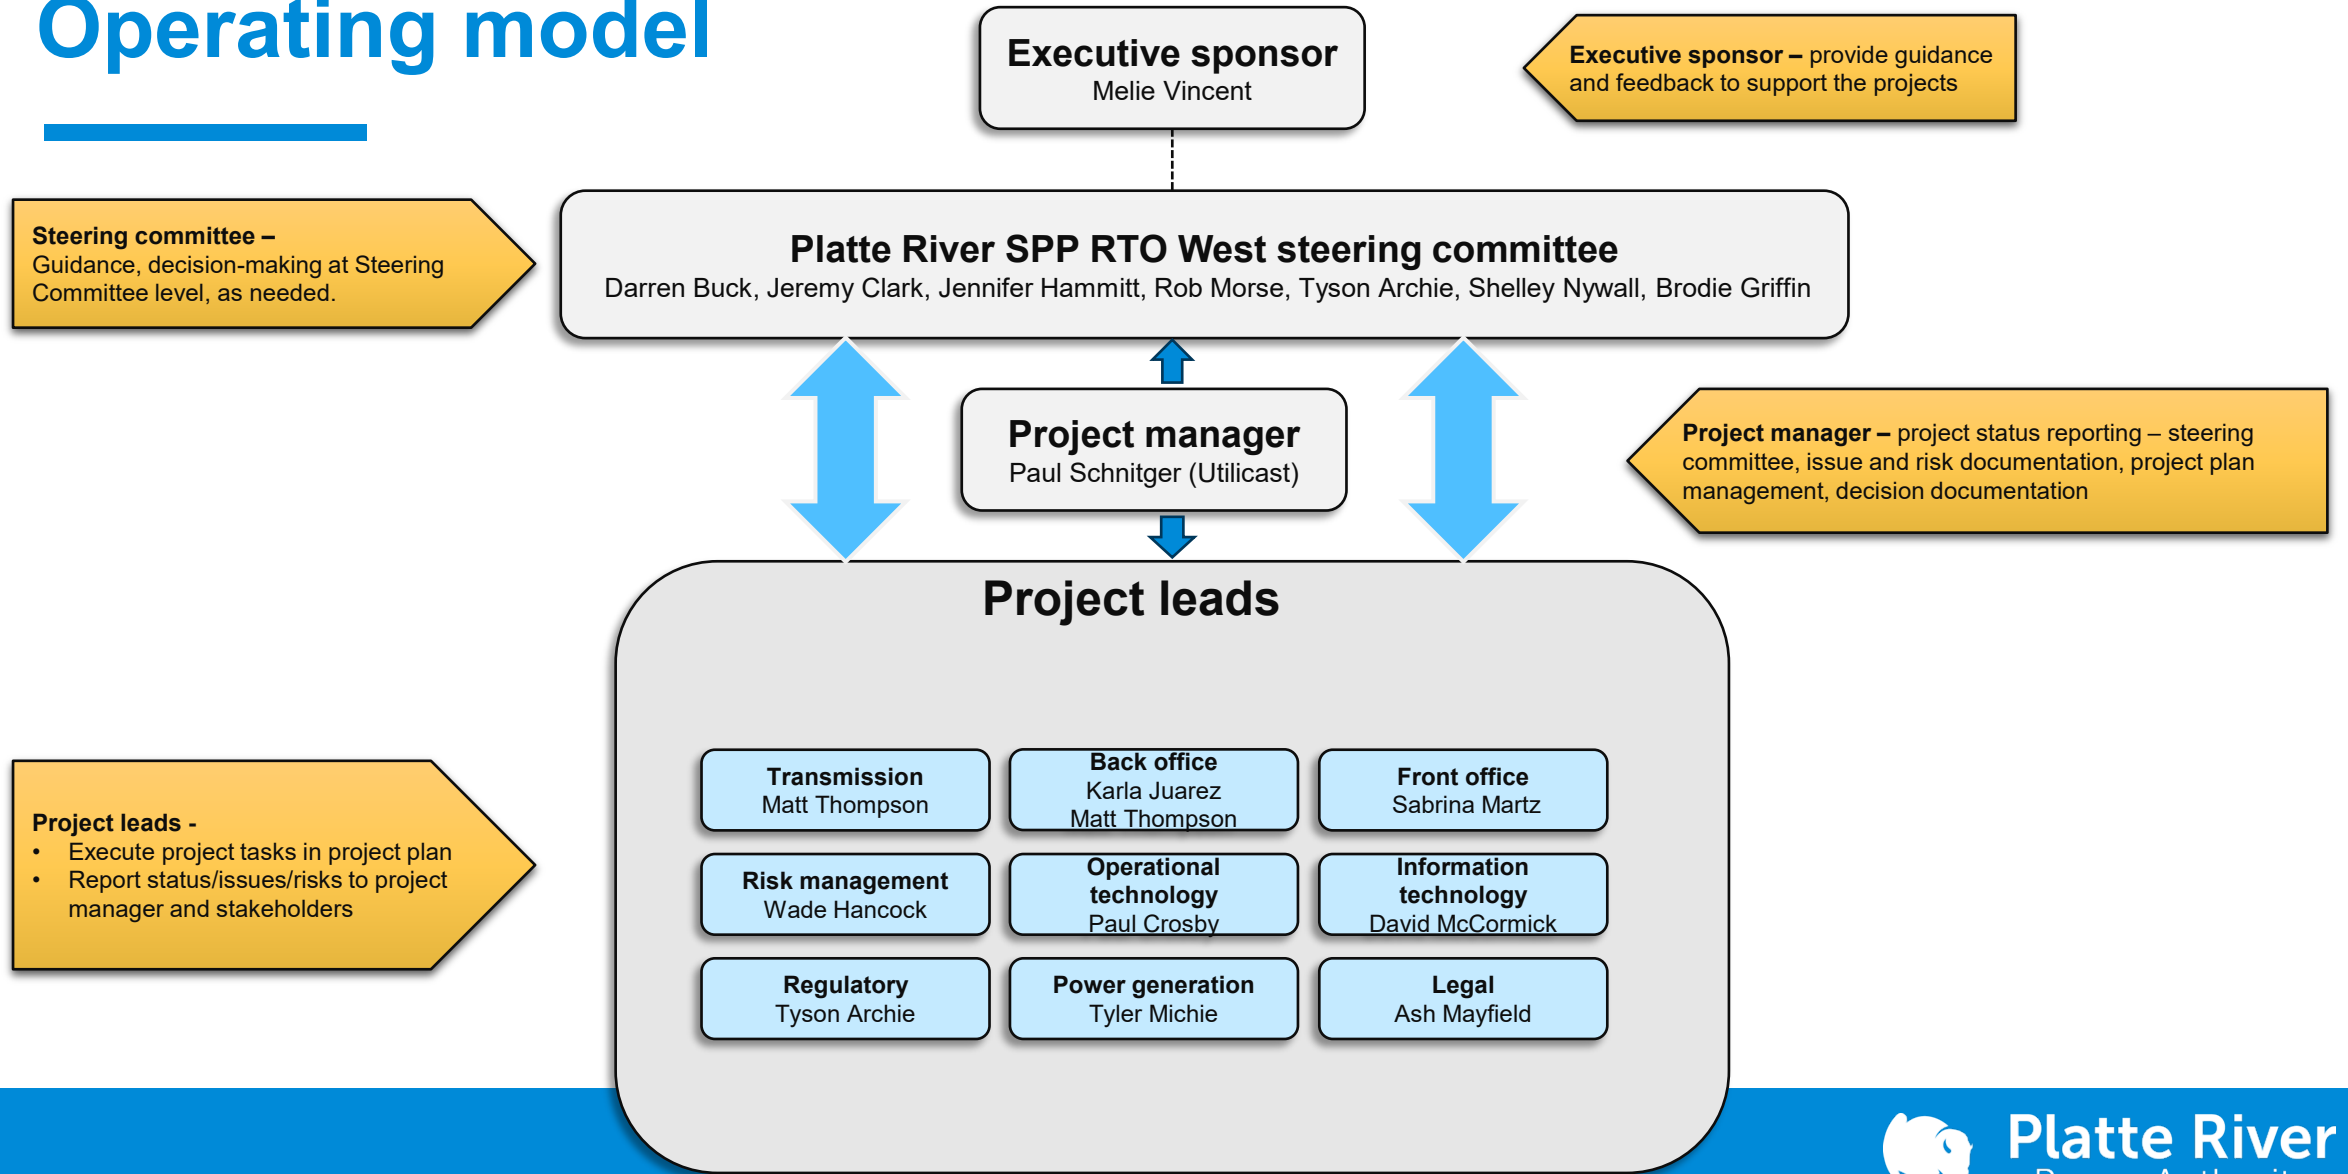 Operating model
Executive sponsor
Melie Vincent
Executive sponsor – provide guidance
and feedback to support the projects
Steering committee –
Guidance, decision-making at Steering
Committee level, as needed.
Platte River SPP RTO West steering committee
Darren Buck, Jeremy Clark, Jennifer Hammitt, Rob Morse, Tyson Archie, Shelley Nywall, Brodie Griffin
Project manager
Paul Schnitger (Utilicast)
Project manager – project status reporting – steering
committee, issue and risk documentation, project plan
management, decision documentation
Project leads
Project leads -
• Execute project tasks in project plan
• Report status/issues/risks to project
manager and stakeholders
Transmission
Matt Thompson
Back office
Karla Juarez
Matt Thompson
Front office
Sabrina Martz
Risk management
Wade Hancock
Operational
technology
Paul Crosby
Information
technology
David McCormick
Regulatory
Tyson Archie
Power generation
Tyler Michie
Legal
Ash Mayfield
Platte River